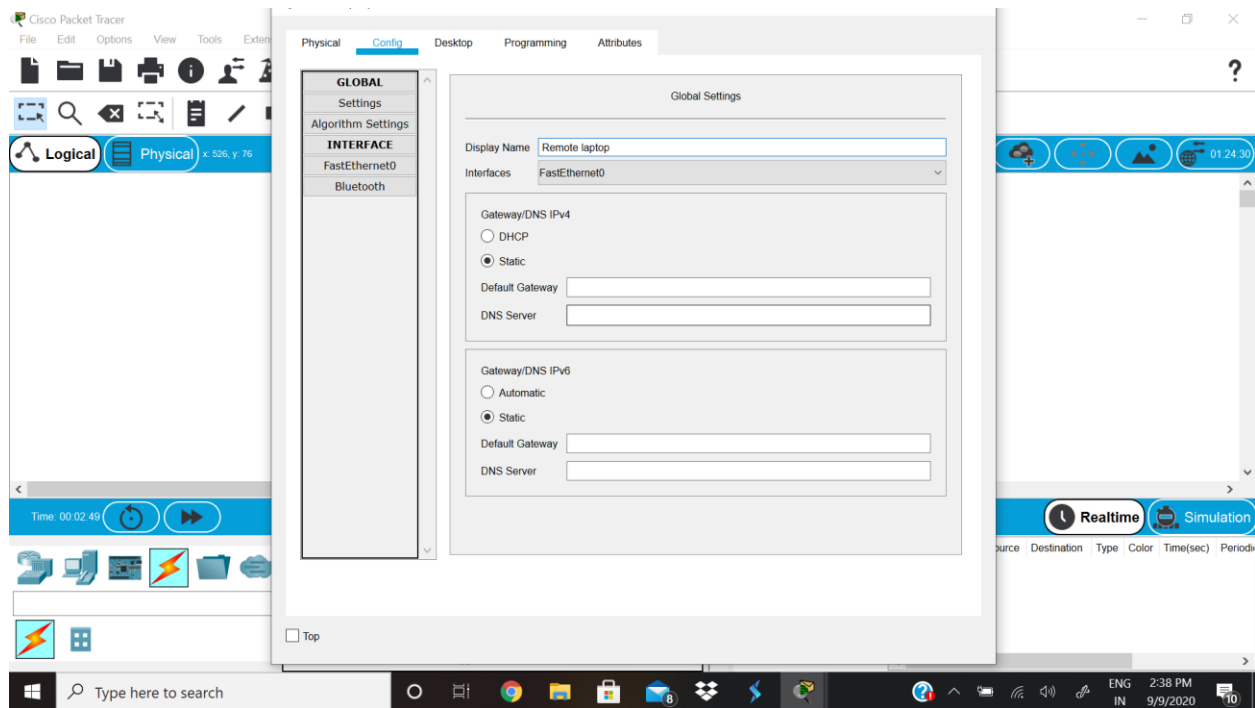 Cisco Packet Tracer
File Edit Options View Tools Exten
Physical Config Desktop Programming Attributes
GLOBAL
Settings
Algorithm Settings
INTERFACE
FastEthernet0
Bluetooth
Global Settings
Display Name Remote laptop
Interfaces FastEthernet0
Gateway/DNS IPv4
DHCP
Static
Default Gateway
DNS Server
Gateway/DNS IPv6
Automatic
Static
Default Gateway
DNS Server
Top
?
Logical Physical x: 526, y: 76
01:24:30
Time: 00:02:49
Realtime Simulation
Destination Type Color Time(sec)
Type here to search
8
ENG
IN
2:38 PM
9/9/2020
10